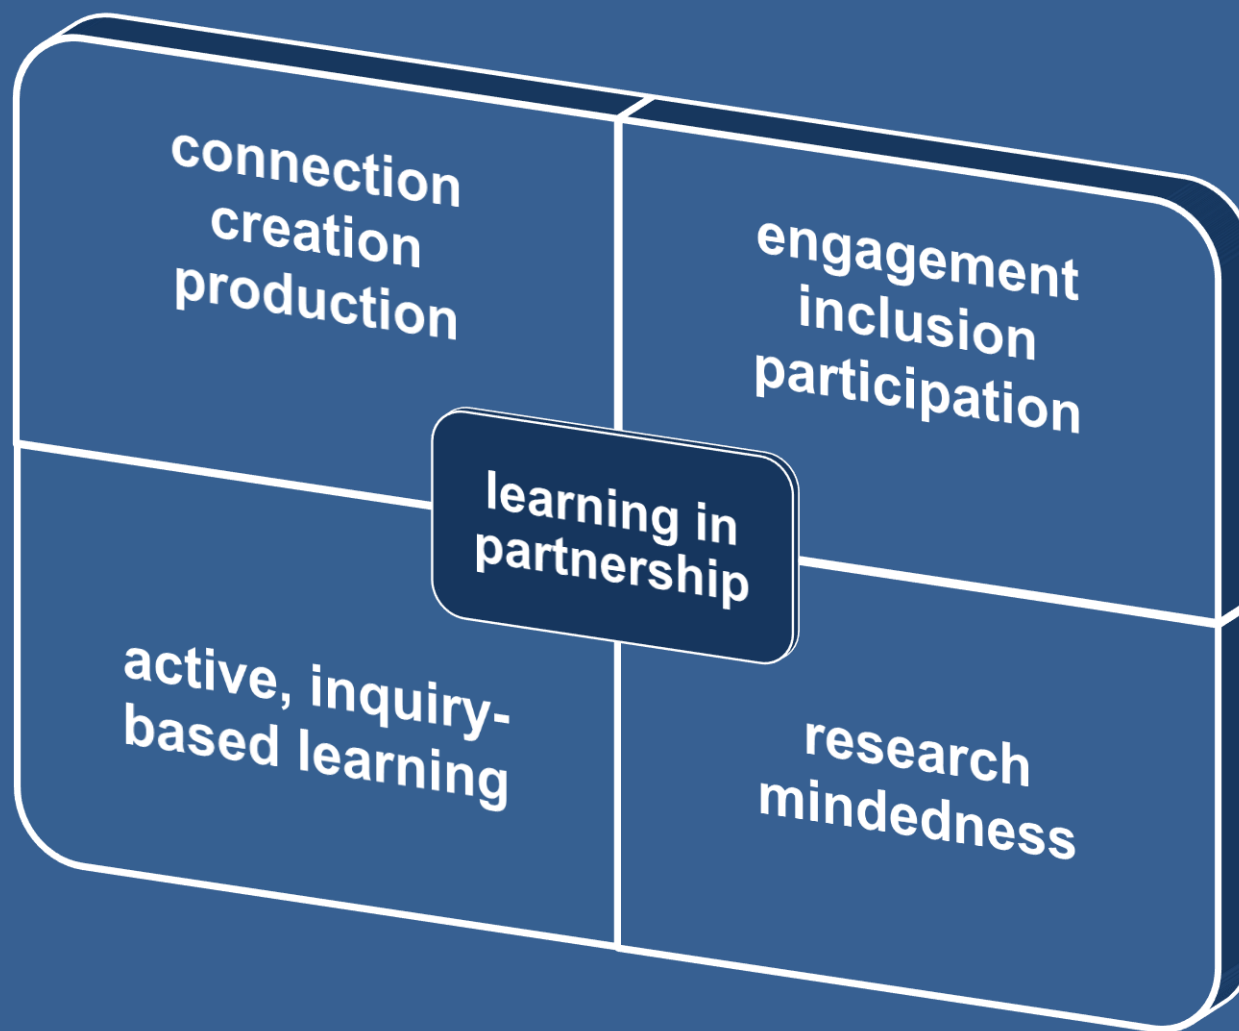 connection
creation
production
engagement
inclusion
participation
learning in
partnership
active, inquiry-
based learning
research
mindedness